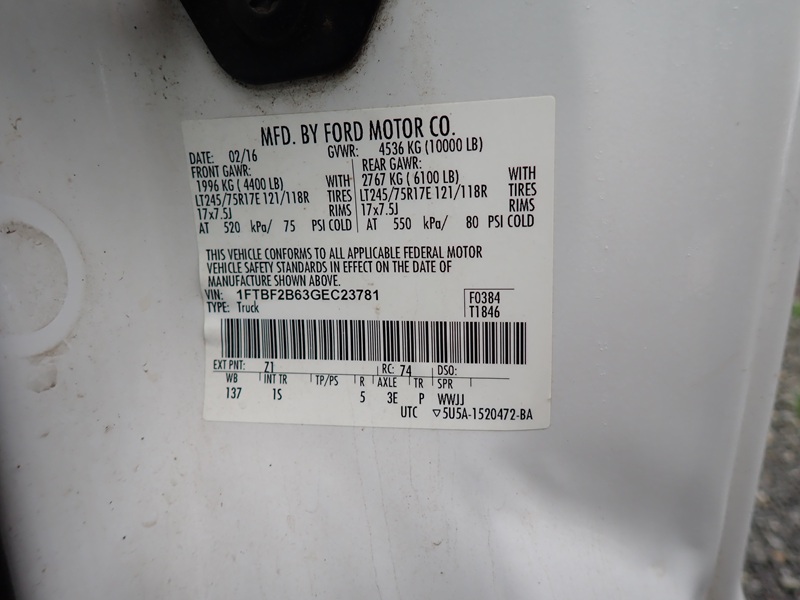 MFD. BY FORD MOTOR CO.
DATE: 02/16 GVWR: 4536 KG (10000 LB)
FRONT GAWR: REAR GAWR:
1996 KG ( 4400 LB) WITH 2767 KG ( 6100 LB) WITH
LT245/75R17E 121/118R TIRES LT245/75R17E 121/118R TIRES
17x7.5J RIMS 17x7.5J RIMS
AT 520 kPa/ 75 PSI COLD AT 550 kPa/ 80 PSI COLD
THIS VEHICLE CONFORMS TO ALL APPLICABLE FEDERAL MOTOR
VEHICLE SAFETY STANDARDS IN EFFECT ON THE DATE OF
MANUFACTURE SHOWN ABOVE.
VIN: 1FTBF2B63GEC23781 F0384
TYPE: Truck T1846
EXT PNT: Z1 RC: 74 DSO:
WB INT TR TP/PS R AXLE TR SPR
137 1S 5 3E P WWJJ
UTC ▽5U5A-1520472-BA